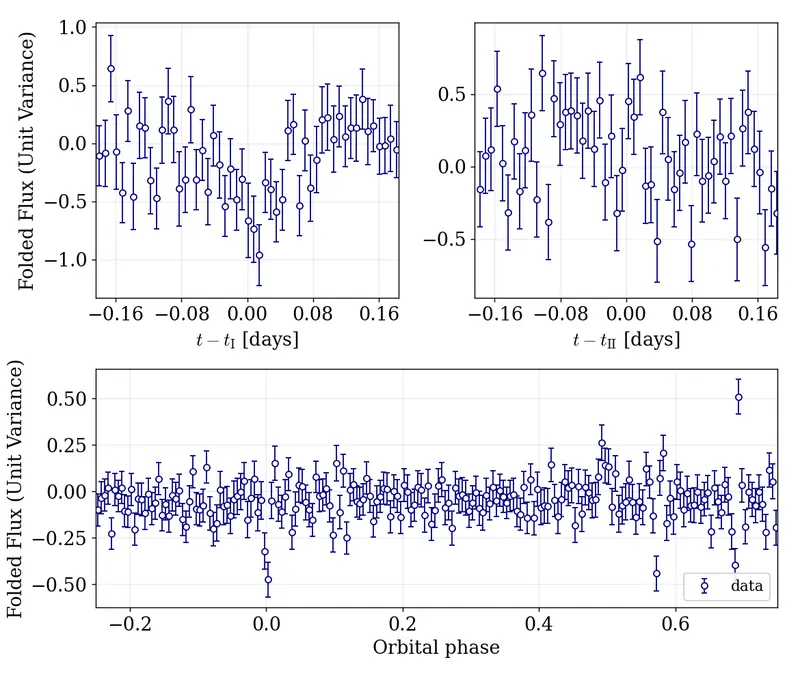 Folded Flux (Unit Variance)
1.0
0.5
0.0
−0.5
−1.0
−0.16 −0.08 0.00 0.08 0.16
t − tI [days]
0.5
0.0
−0.5
−0.16 −0.08 0.00 0.08 0.16
t − tII [days]
Folded Flux (Unit Variance)
0.50
0.25
0.00
−0.25
−0.50
data
−0.2 0.0 0.2 0.4 0.6
Orbital phase